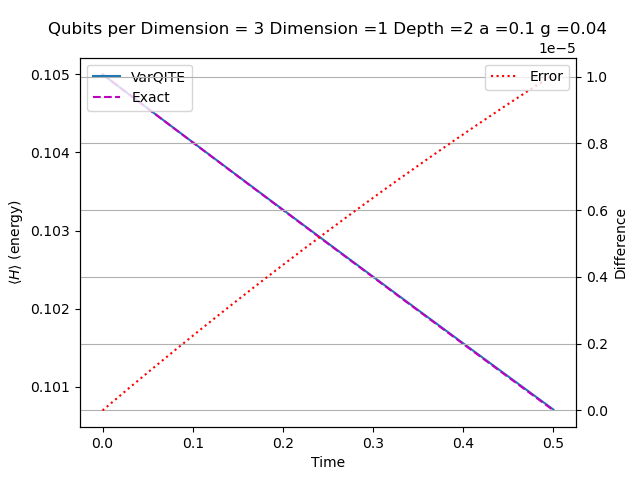 Qubits per Dimension = 3 Dimension =1 Depth =2 a =0.1 g =0.04
1e−5
VarQITE
Exact
Error
0.105
0.104
0.103
0.102
0.101
⟨H⟩ (energy)
1.0
0.8
0.6
0.4
0.2
0.0
Difference
0.0 0.1 0.2 0.3 0.4 0.5
Time